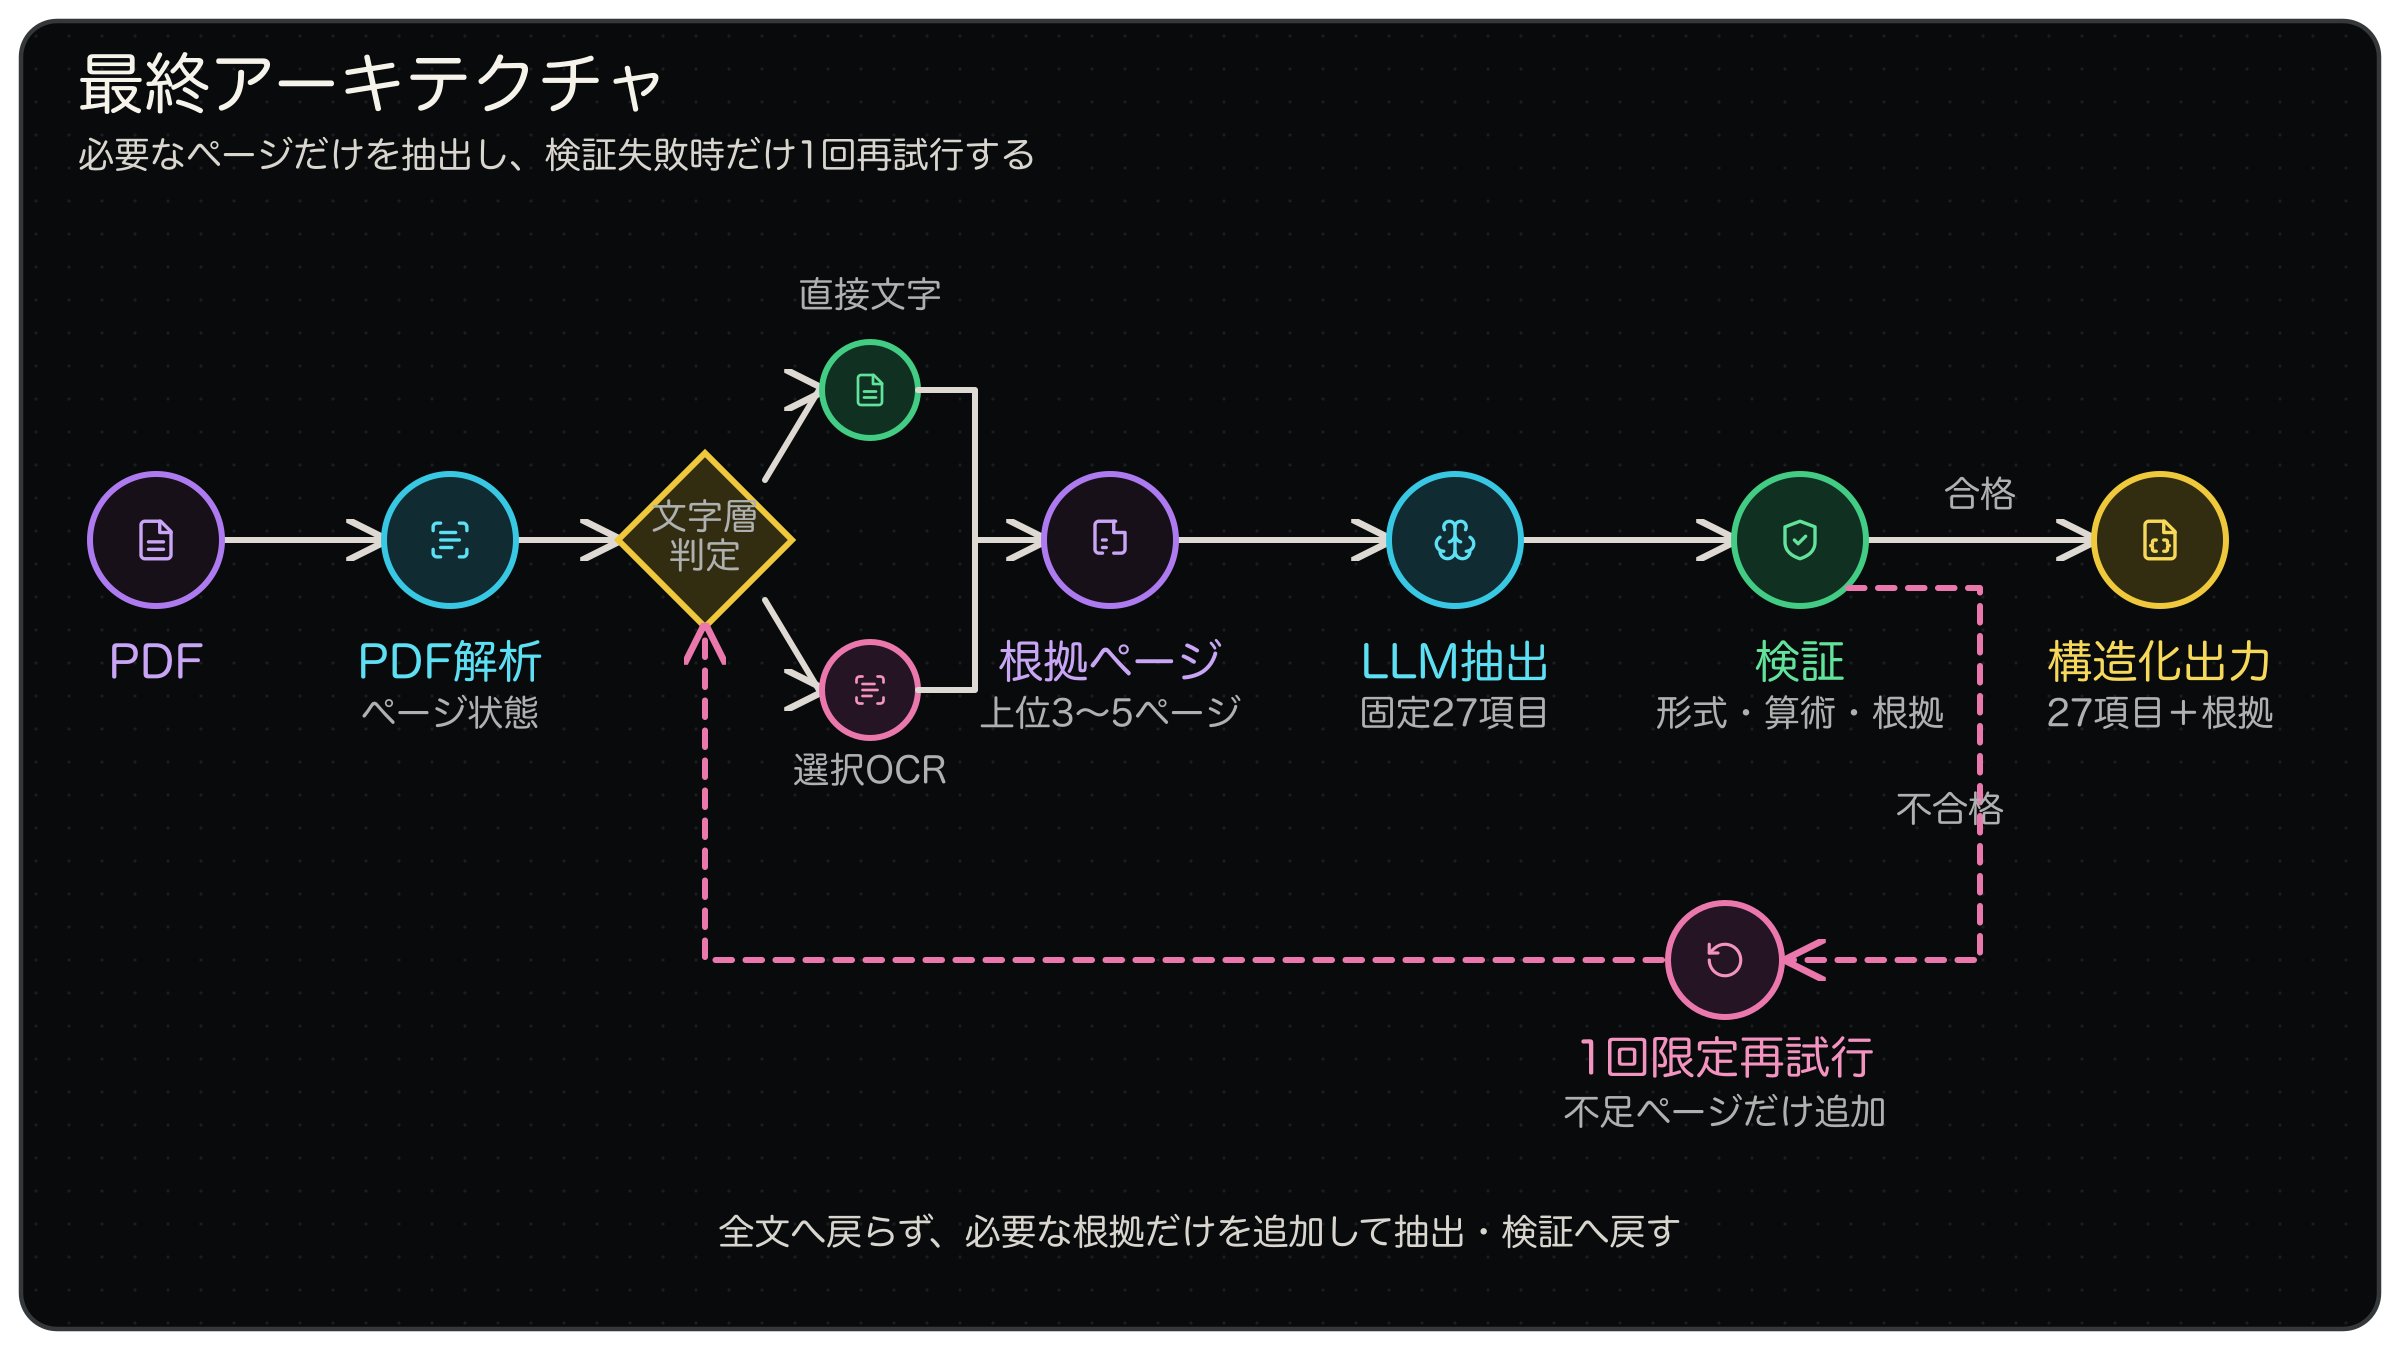 最終アーキテクチャ
必要なページだけを抽出し、検証失敗時だけ1回再試行する
直接文字
文字層
判定
選択OCR
PDF
PDF解析
ページ状態
根拠ページ
上位3〜5ページ
LLM抽出
固定27項目
検証
形式・算術・根拠
合格
構造化出力
27項目＋根拠
不合格
1回限定再試行
不足ページだけ追加
全文へ戻らず、必要な根拠だけを追加して抽出・検証へ戻す